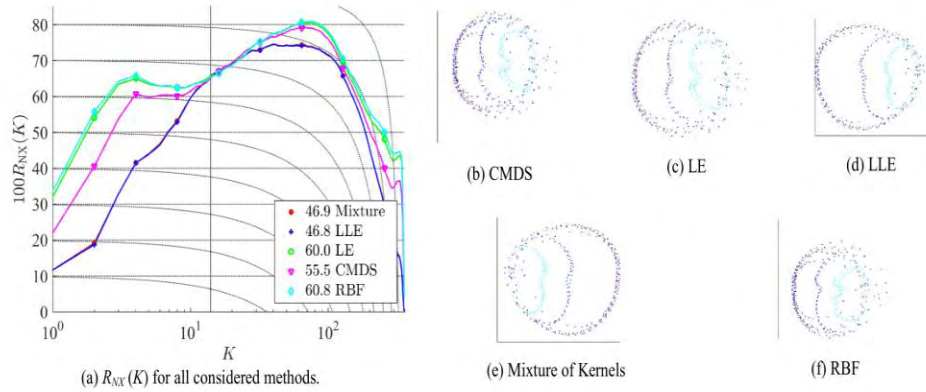 80
70
60
50
40
30
20
10
0
100R_NX(K)
46.9 Mixture
46.8 LLE
60.0 LE
55.5 CMDS
60.8 RBF
10^0 10^1 10^2
K
(a) R_NX(K) for all considered methods.
(b) CMDS
(c) LE
(d) LLE
(e) Mixture of Kernels
(f) RBF